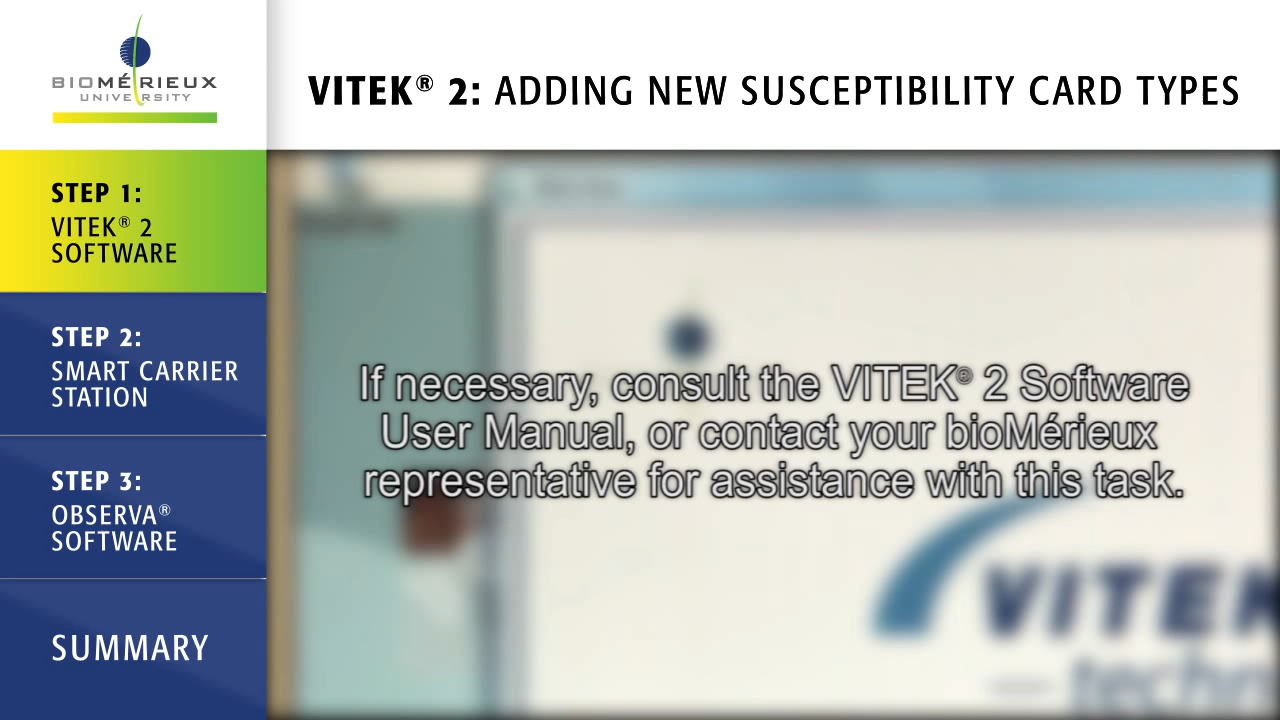 BIOMÉRIEUX
UNIVERSITY
VITEK® 2: ADDING NEW SUSCEPTIBILITY CARD TYPES
STEP 1:
VITEK® 2
SOFTWARE
STEP 2:
SMART CARRIER
STATION
STEP 3:
OBSERVA®
SOFTWARE
SUMMARY
If necessary, consult the VITEK® 2 Software
User Manual, or contact your bioMérieux
representative for assistance with this task.
VITEK
techn